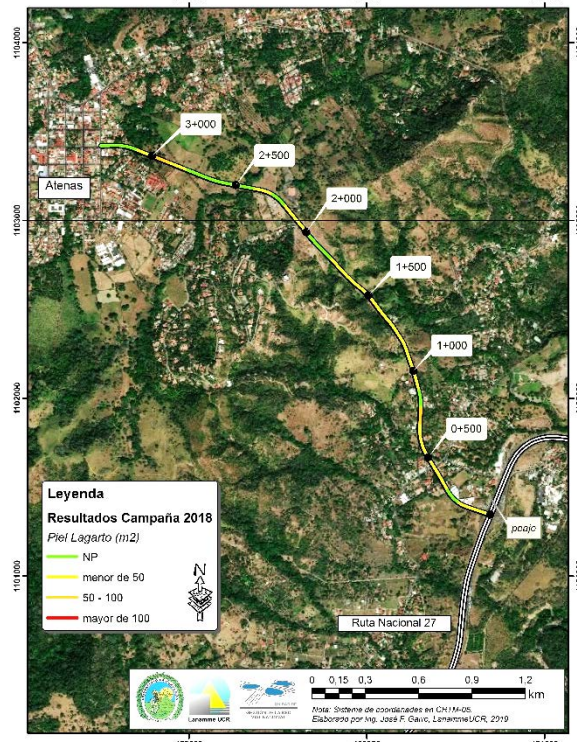 3+000
2+500
Atenas
2+000
1+500
1+000
0+500
Leyenda
Resultados Campaña 2018
Piel Lagarto (m2)
NP
menor de 50
50 - 100
mayor de 100
N
Ruta Nacional 27
1104000
1103000
1102000
1101000
Lanamme UCR
0 0,15 0,3 0,6 0,9 1,2
km
Nota: Sistema de coordenadas en CRTM-05.
Elaborado por Ing. José F. Garro, LanammeUCR, 2019